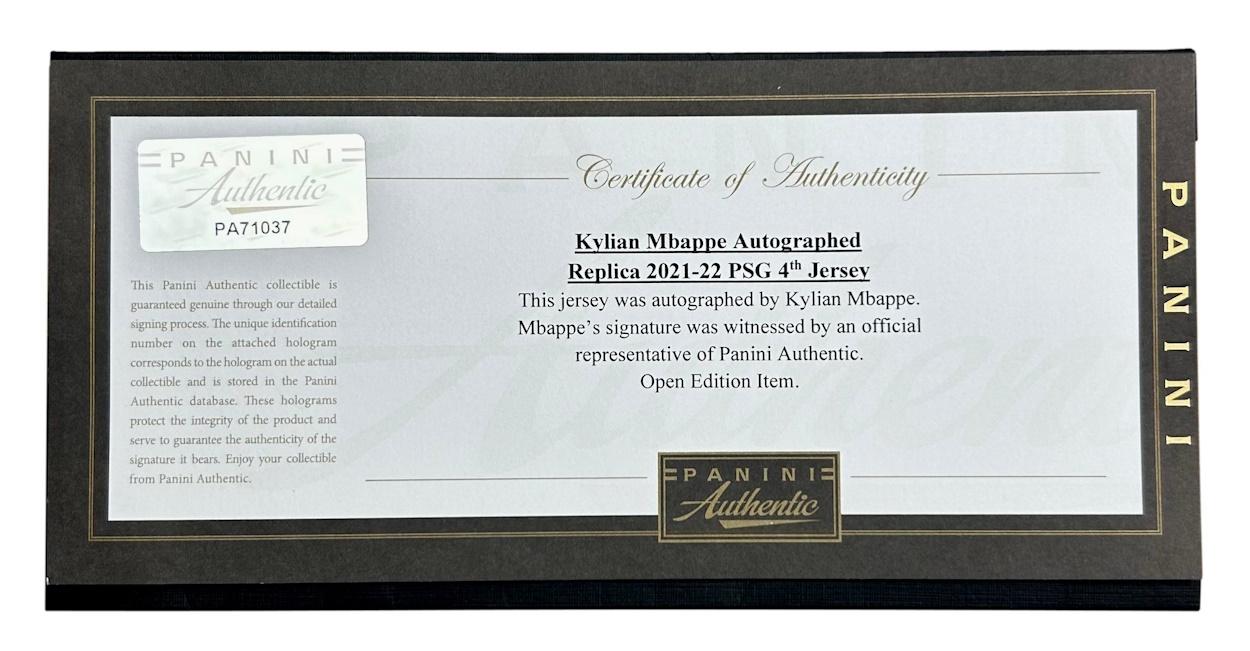 PANINI
Authentic
PA71037
This Panini Authentic collectible is
guaranteed genuine through our detailed
signing process. The unique identification
number on the attached hologram
corresponds to the hologram on the actual
collectible and is stored in the Panini
Authentic database. These holograms
protect the integrity of the product and
serve to guarantee the authenticity of the
signature it bears. Enjoy your collectible
from Panini Authentic.
Certificate of Authenticity
Kylian Mbappe Autographed
Replica 2021-22 PSG 4th Jersey
This jersey was autographed by Kylian Mbappe.
Mbappe's signature was witnessed by an official
representative of Panini Authentic.
Open Edition Item.
PANINI
Authentic
PANINI